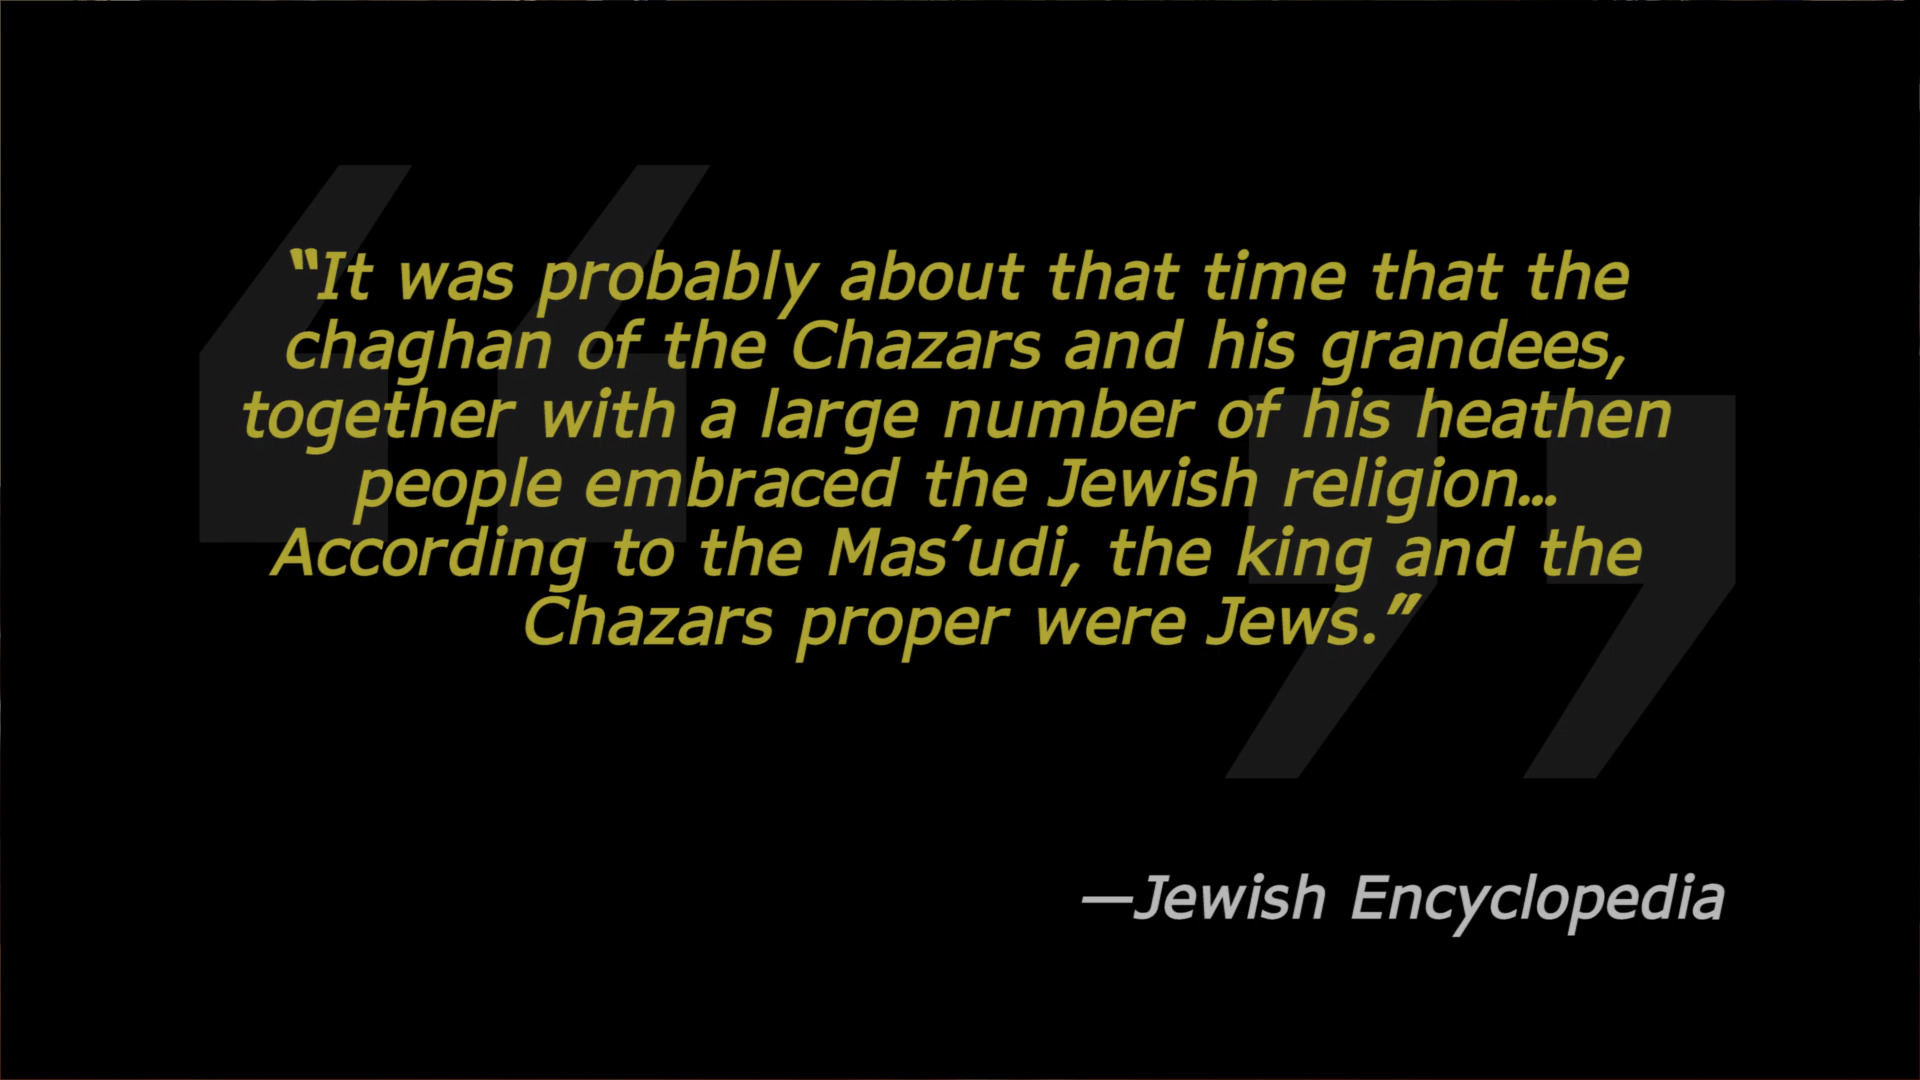 “It was probably about that time that the
chaghan of the Chazars and his grandees,
together with a large number of his heathen
people embraced the Jewish religion…
According to the Mas’udi, the king and the
Chazars proper were Jews.”
—Jewish Encyclopedia